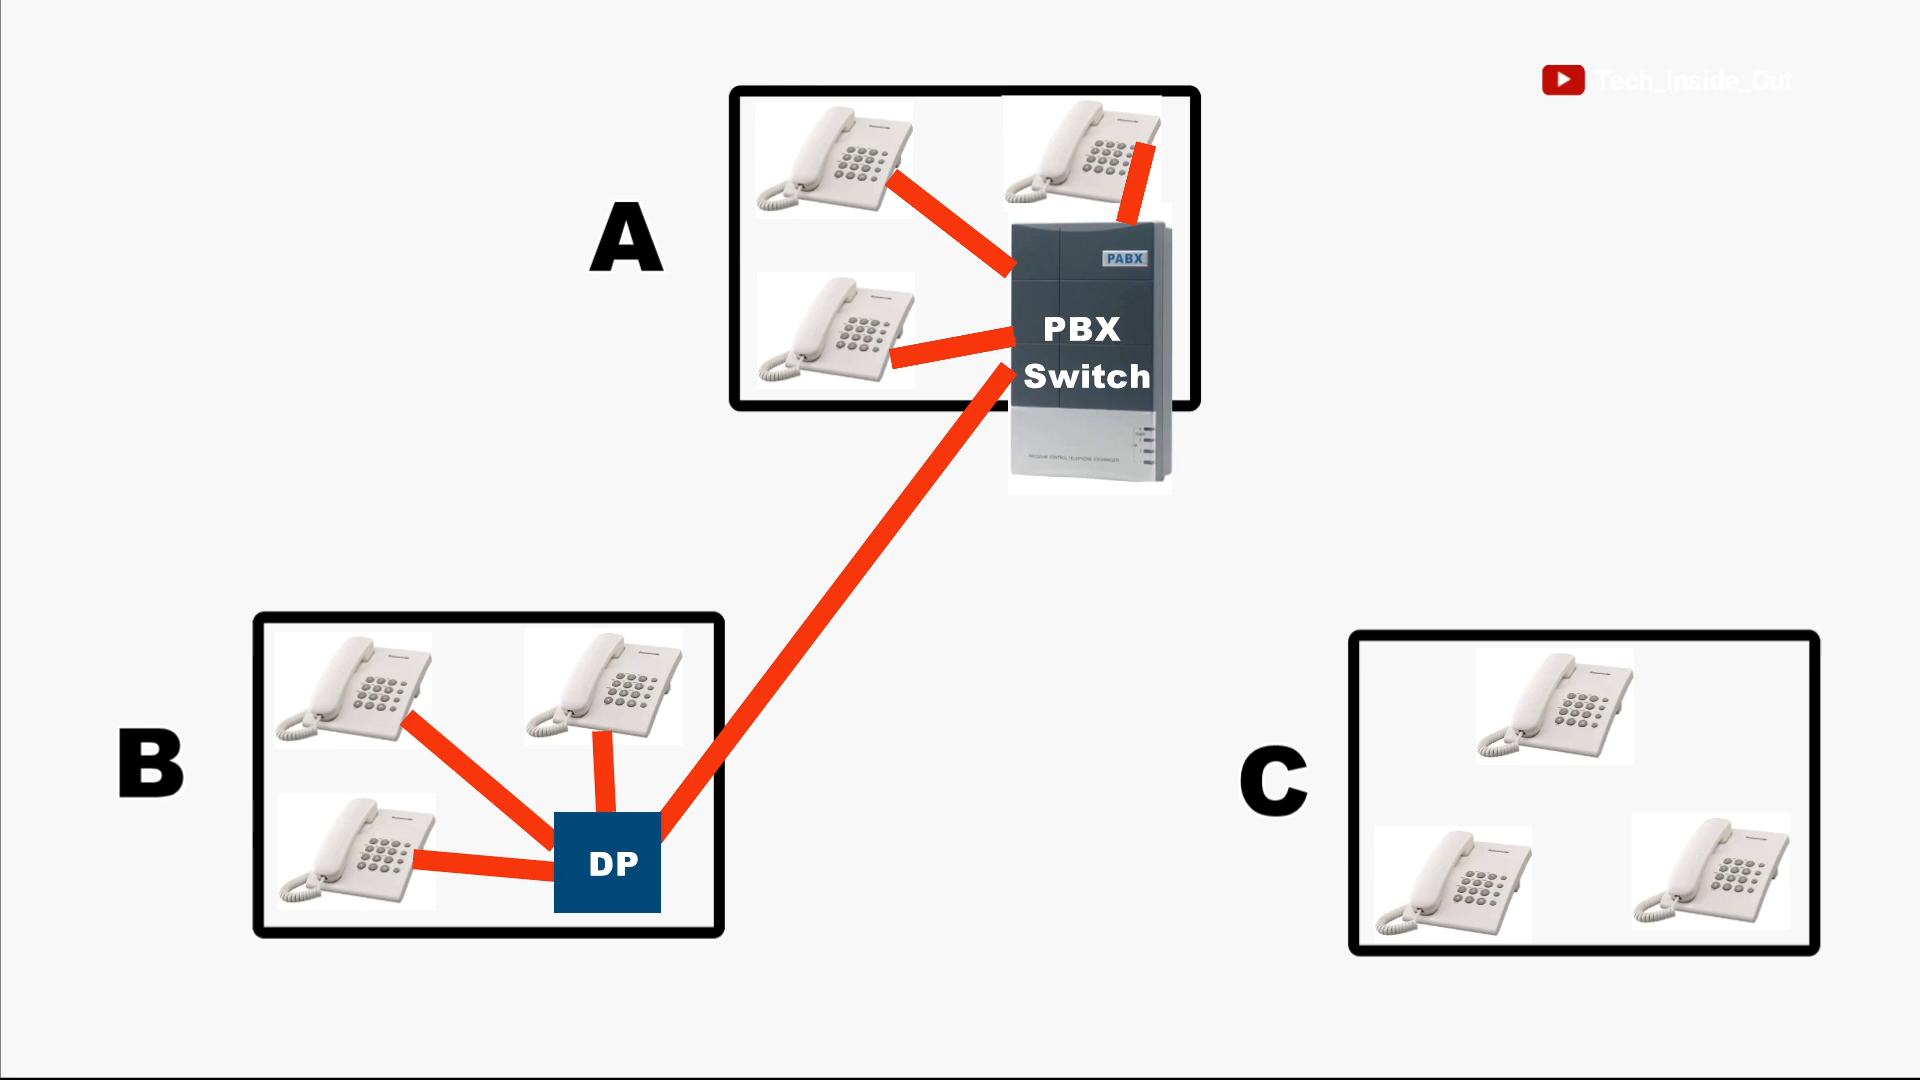 Tech_Inside_Out
A
PABX
PBX
Switch
B
DP
C